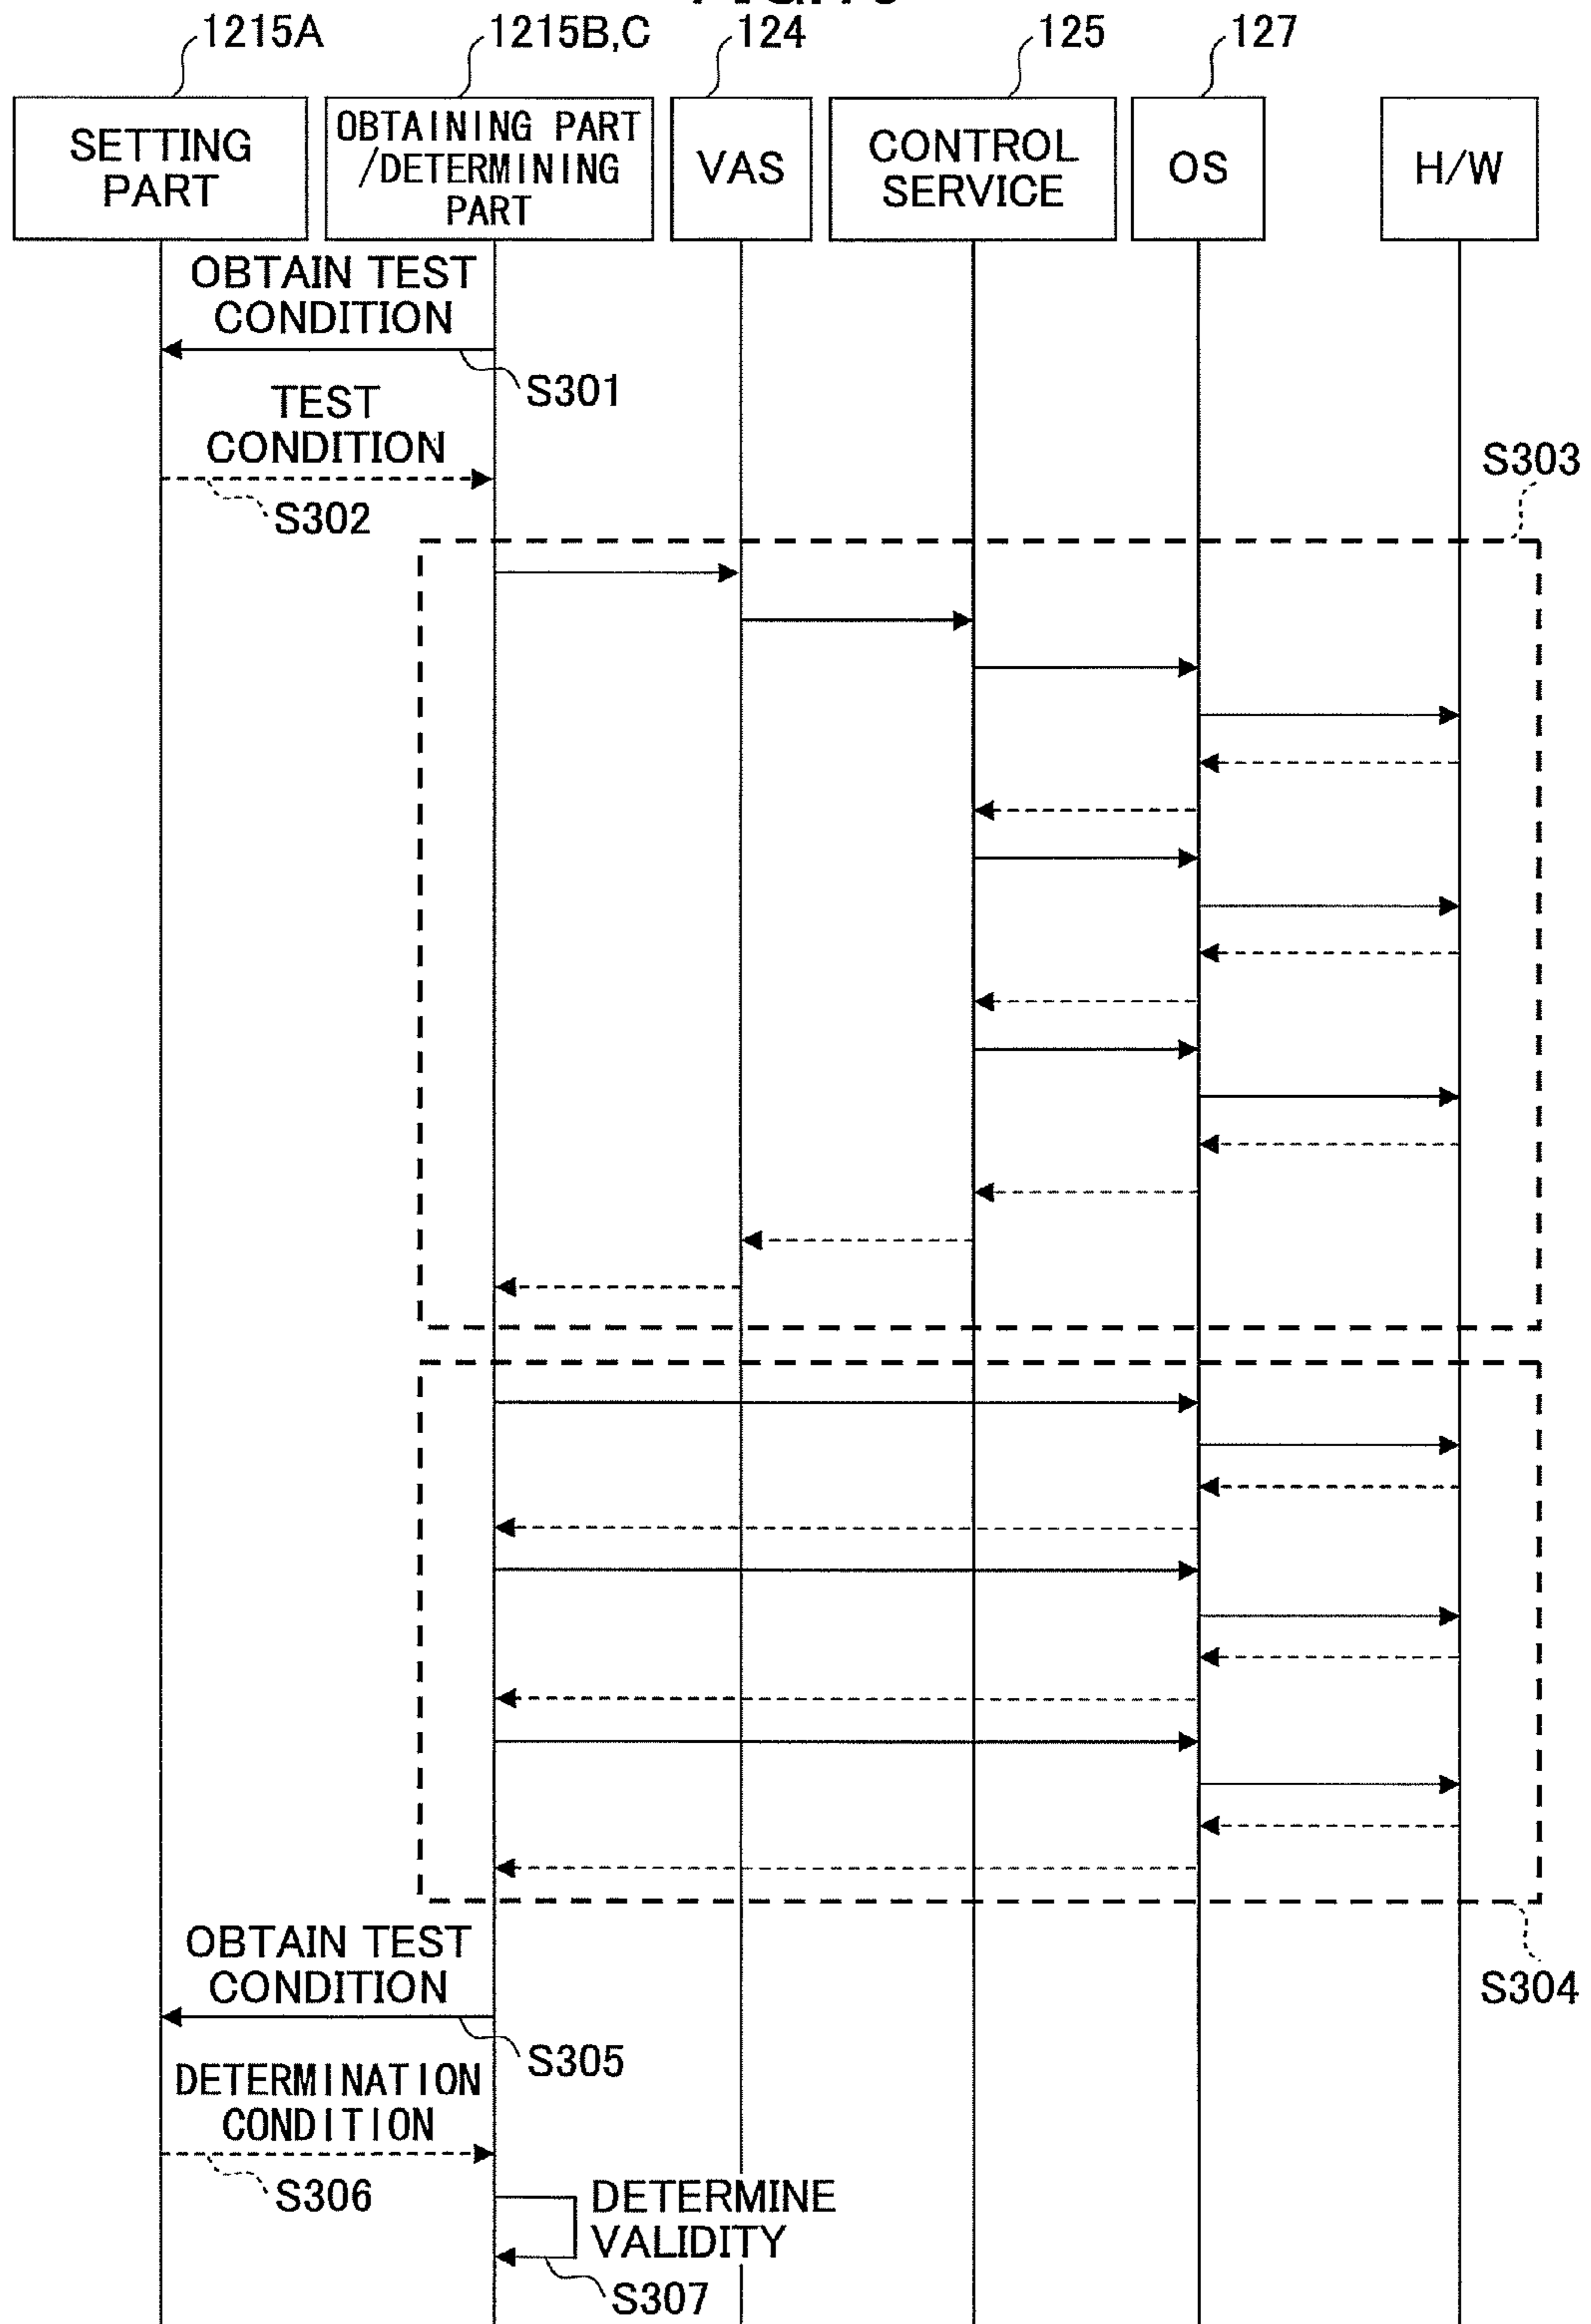 1215A
1215B,C
124
125
127
SETTING
PART
OBTAINING PART
/DETERMINING
PART
VAS
CONTROL
SERVICE
OS
H/W
OBTAIN TEST
CONDITION
S301
TEST
CONDITION
S302
S303
OBTAIN TEST
CONDITION
S304
S305
DETERMINATION
CONDITION
S306
DETERMINE
VALIDITY
S307